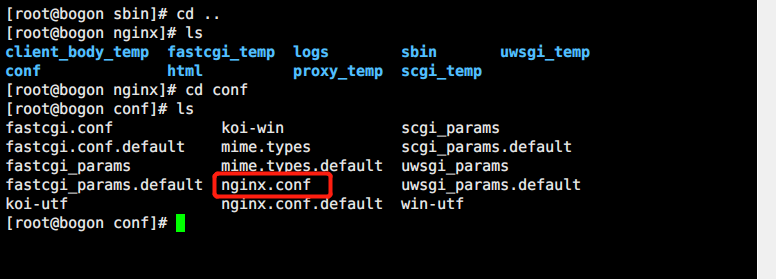 [root@bogon sbin]# cd ..
[root@bogon nginx]# ls
client_body_temp  fastcgi_temp  logs        sbin       uwsgi_temp
conf              html          proxy_temp  scgi_temp
[root@bogon nginx]# cd conf
[root@bogon conf]# ls
fastcgi.conf            koi-win             scgi_params
fastcgi.conf.default    mime.types          scgi_params.default
fastcgi_params          mime.types.default  uwsgi_params
fastcgi_params.default  nginx.conf          uwsgi_params.default
koi-utf                 nginx.conf.default  win-utf
[root@bogon conf]#